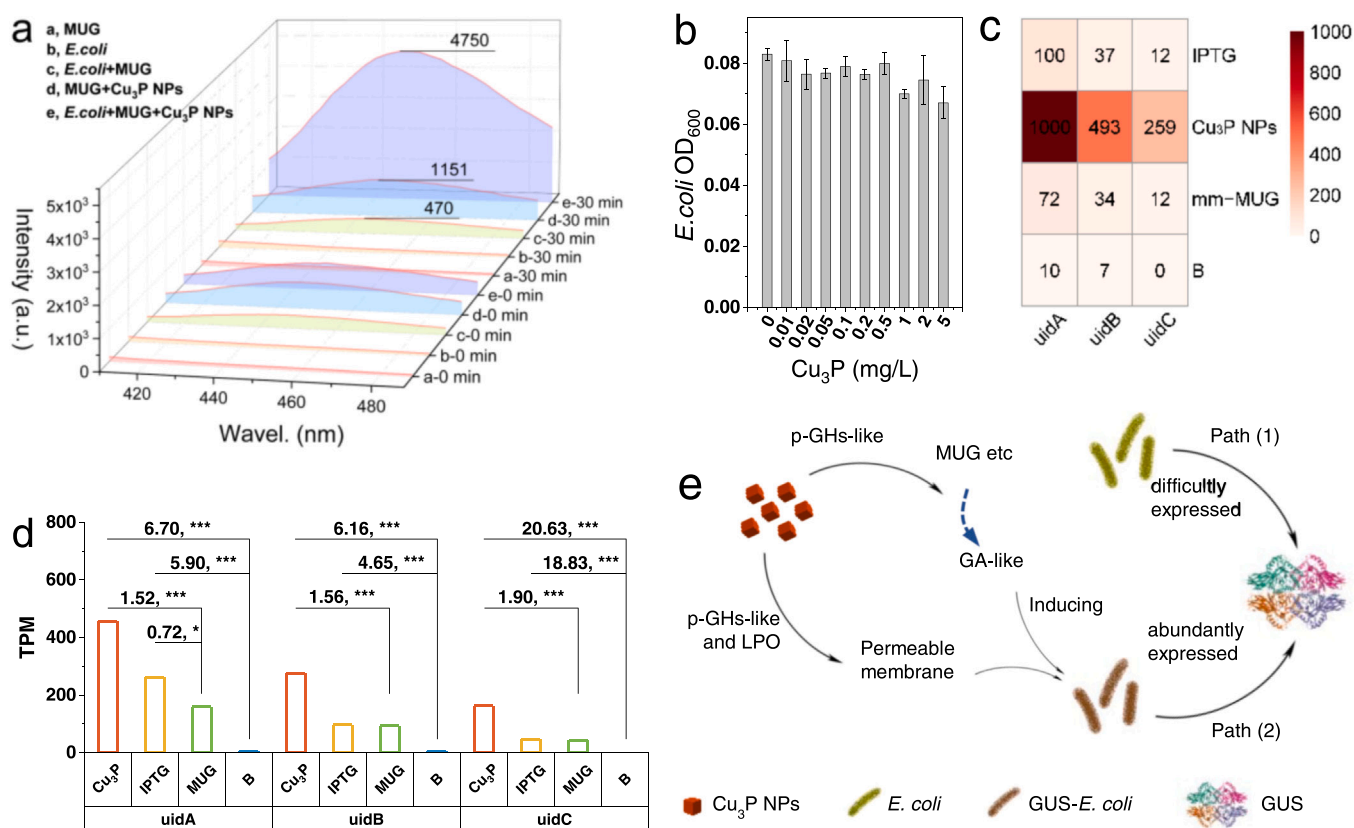 a
a, MUG
b, E.coli
c, E.coli+MUG
d, MUG+Cu₃P NPs
e, E.coli+MUG+Cu₃P NPs
4750
1151
470
5x10³
4x10³
3x10³
2x10³
1x10³
0
Intensity (a.u.)
420
440
460
480
Wavel. (nm)
e-30 min
d-30 min
c-30 min
b-30 min
a-30 min
e-0 min
d-0 min
c-0 min
b-0 min
a-0 min
b
E.coli OD₆₀₀
0.08
0.06
0.04
0.02
0.00
0 0.01 0.02 0.05 0.1 0.2 0.5 1 2 5
Cu₃P (mg/L)
c
100 37 12 IPTG
1000 493 259 Cu₃P NPs
72 34 12 mm-MUG
10 7 0 B
uidA uidB uidC
1000
800
600
400
200
0
d
TPM
800
600
400
200
0
6.70, *** 6.16, *** 20.63, ***
5.90, *** 4.65, *** 18.83, ***
1.52, *** 1.56, *** 1.90, ***
0.72, *
Cu₃P IPTG MUG B Cu₃P IPTG MUG B Cu₃P IPTG MUG B
uidA uidB uidC
e
p-GHs-like
MUG etc
GA-like
p-GHs-like
and LPO
Permeable
membrane
Inducing
Path (1)
difficultly
expressed
abundantly
expressed
Path (2)
Cu₃P NPs E. coli GUS-E. coli GUS